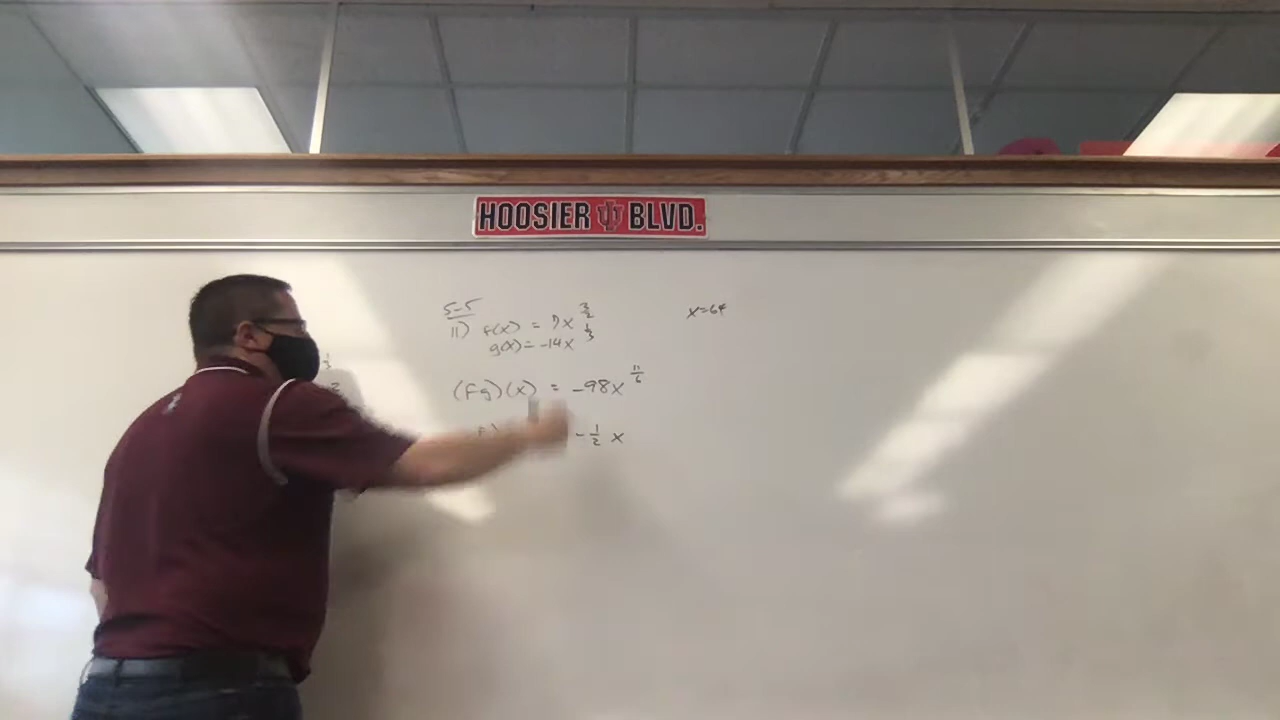 HOOSIER BLVD.
5-5
x=64
11) f(x) = 7x^{3/2}
g(x) = -14x^{1/3}
(fg)(x) = -98x^{11/6}
-1/2 x